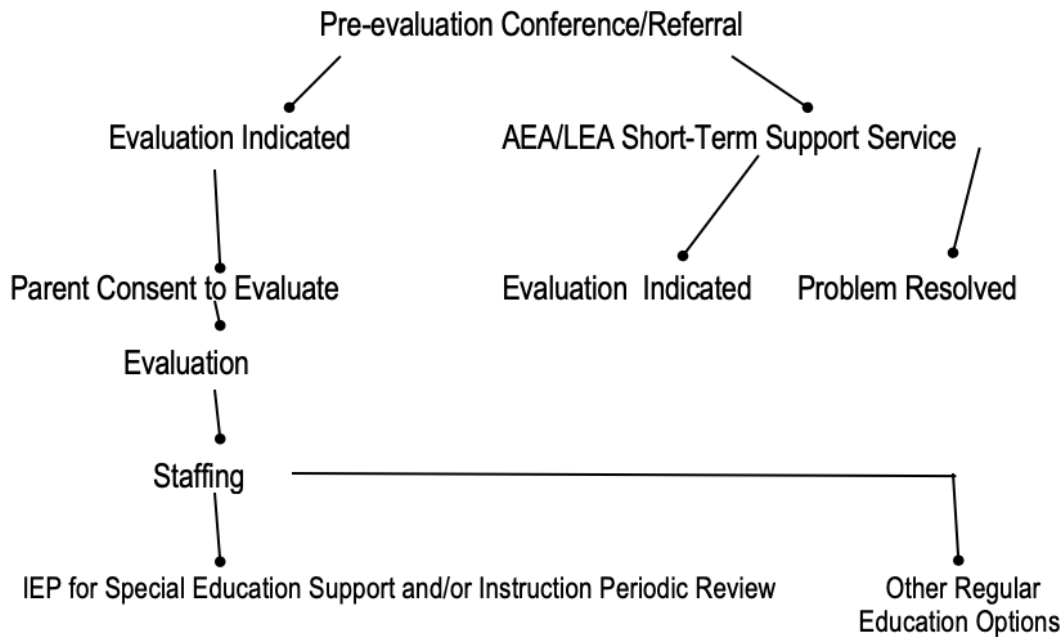 Pre-evaluation Conference/Referral
Evaluation Indicated
AEA/LEA Short-Term Support Service
Parent Consent to Evaluate
Evaluation Indicated
Problem Resolved
Evaluation
Staffing
IEP for Special Education Support and/or Instruction Periodic Review
Other Regular
Education Options